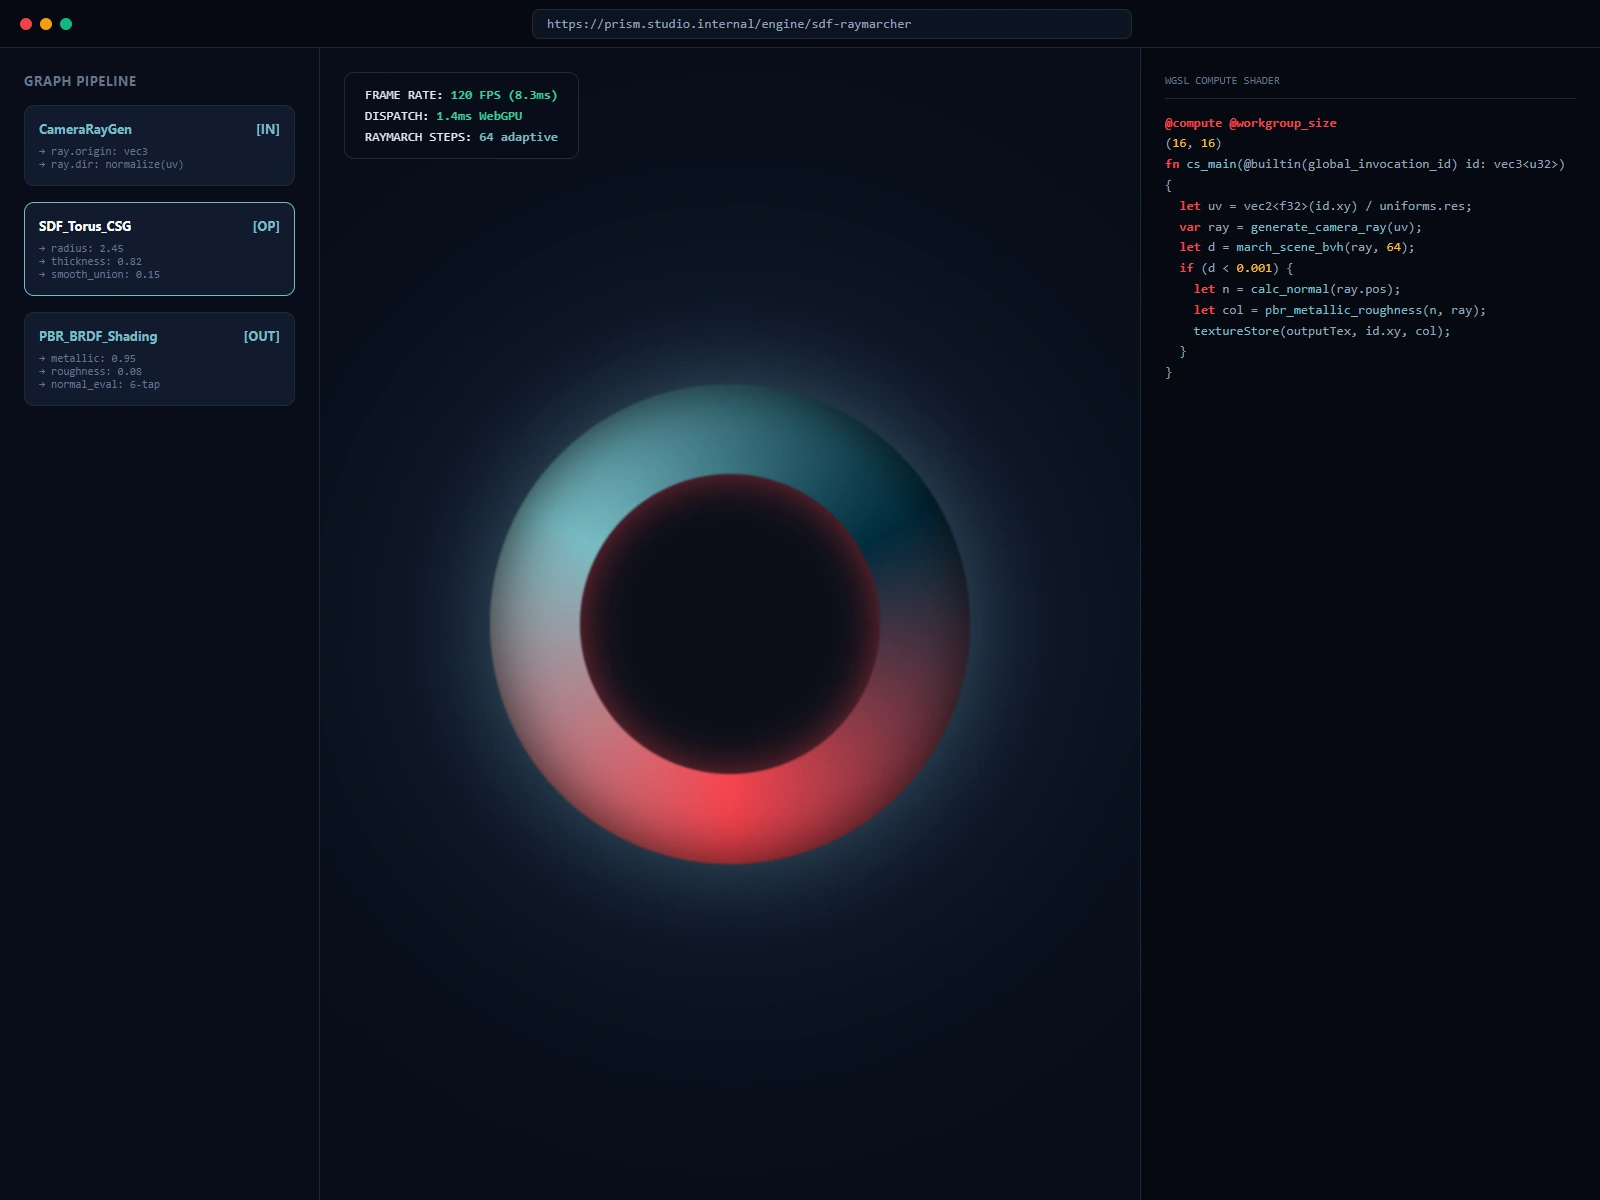 https://prism.studio.internal/engine/sdf-raymarcher
GRAPH PIPELINE
CameraRayGen [IN]
→ ray.origin: vec3
→ ray.dir: normalize(uv)
SDF_Torus_CSG [OP]
→ radius: 2.45
→ thickness: 0.82
→ smooth_union: 0.15
PBR_BRDF_Shading [OUT]
→ metallic: 0.95
→ roughness: 0.08
→ normal_eval: 6-tap
FRAME RATE: 120 FPS (8.3ms)
DISPATCH: 1.4ms WebGPU
RAYMARCH STEPS: 64 adaptive
WGSL COMPUTE SHADER
@compute @workgroup_size
(16, 16)
fn cs_main(@builtin(global_invocation_id) id: vec3<u32>)
{
  let uv = vec2<f32>(id.xy) / uniforms.res;
  var ray = generate_camera_ray(uv);
  let d = march_scene_bvh(ray, 64);
  if (d < 0.001) {
    let n = calc_normal(ray.pos);
    let col = pbr_metallic_roughness(n, ray);
    textureStore(outputTex, id.xy, col);
  }
}